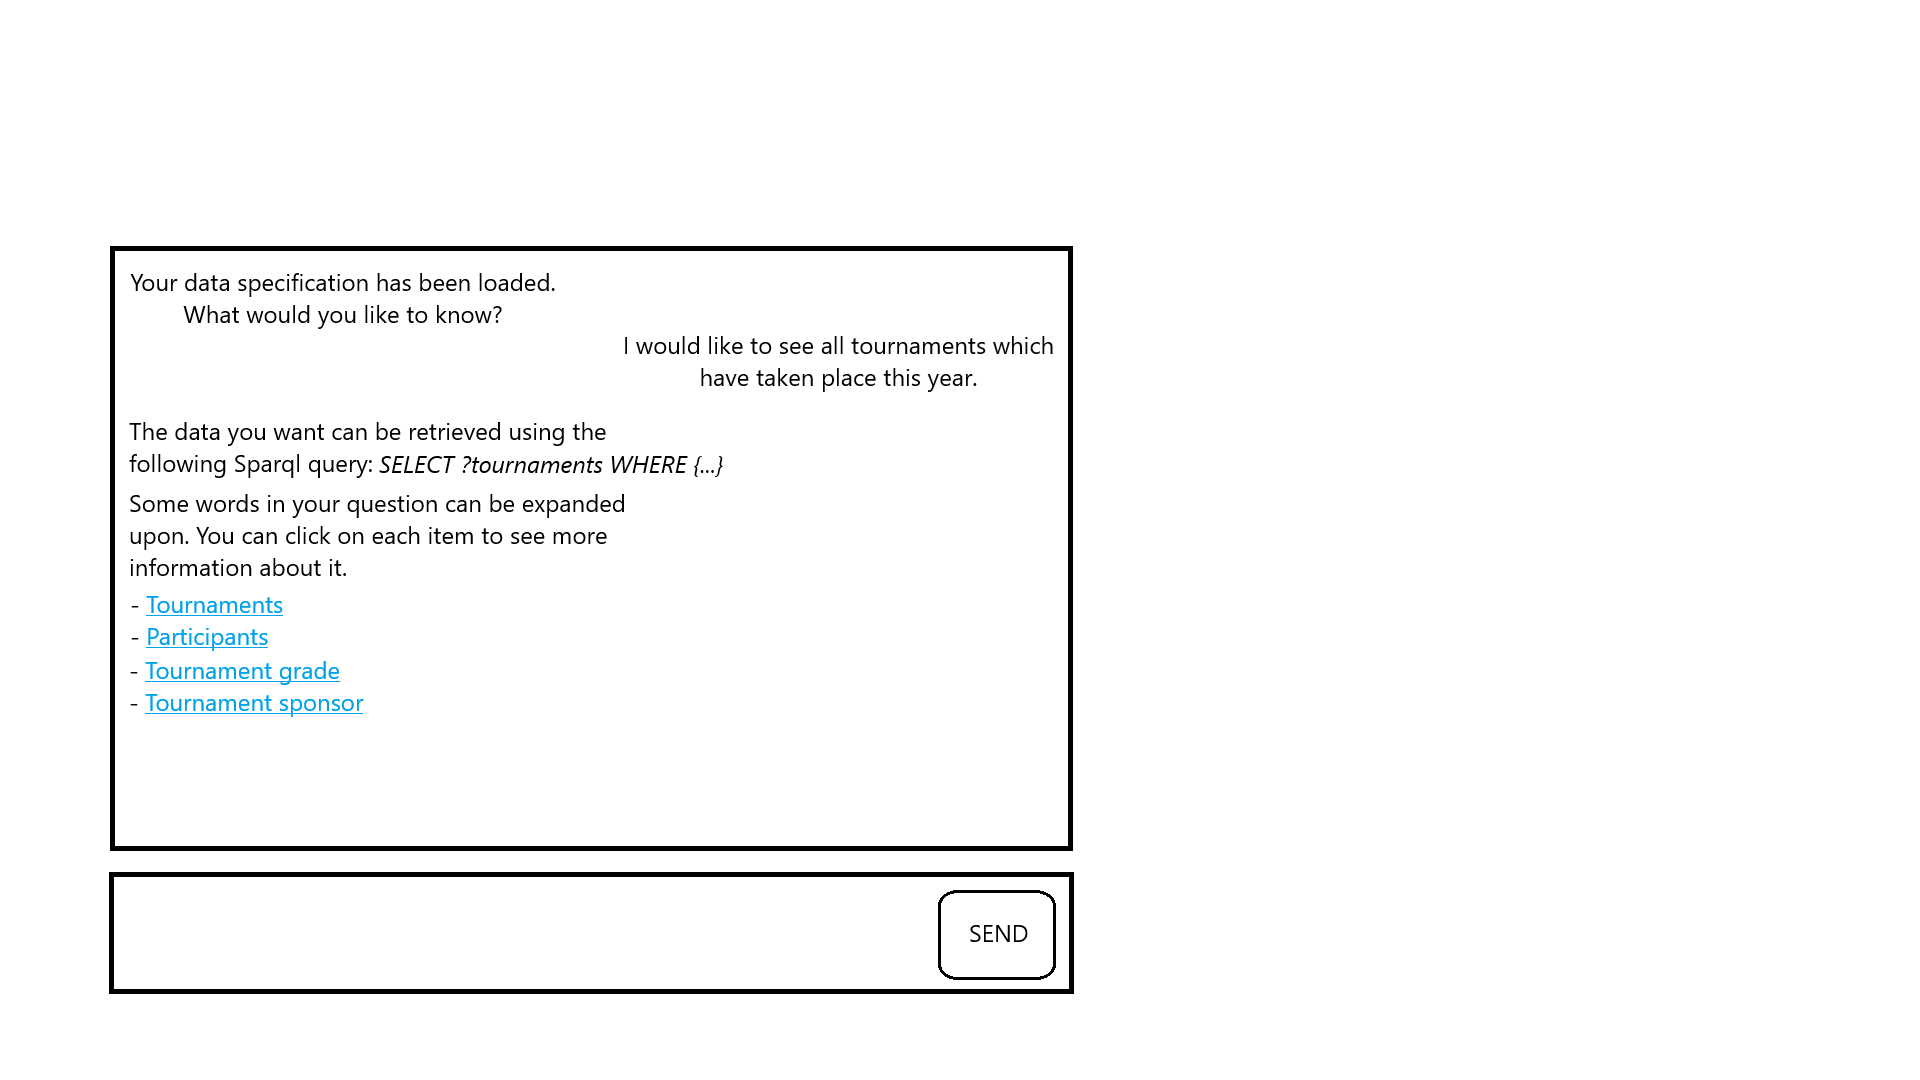 Your data specification has been loaded.
What would you like to know?
I would like to see all tournaments which
have taken place this year.
The data you want can be retrieved using the
following Sparql query: SELECT ?tournaments WHERE {...}
Some words in your question can be expanded
upon. You can click on each item to see more
information about it.
- Tournaments
- Participants
- Tournament grade
- Tournament sponsor
SEND